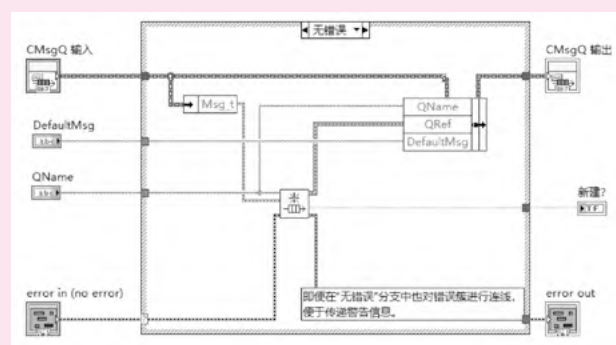 无错误
CMsgQ 输入
CMsgQ 输出
Msg_t
QName
QRef
DefaultMsg
DefaultMsg
QName
新建?
TF
即便在“无错误”分支中也对错误簇进行连线，
便于传递警告信息。
error in (no error)
error out